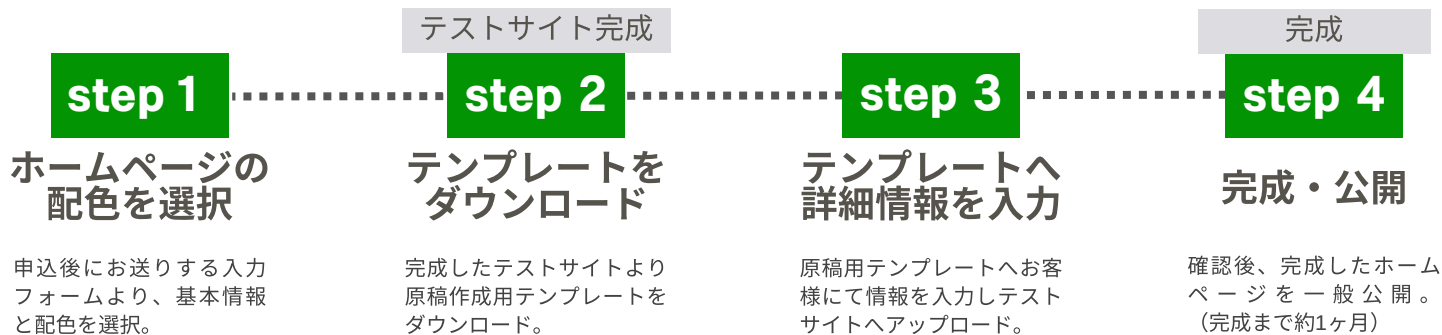 テストサイト完成
完成
step 1
step 2
step 3
step 4
ホームページの
配色を選択
テンプレートを
ダウンロード
テンプレートへ
詳細情報を入力
完成・公開
申込後にお送りする入力
フォームより、基本情報
と配色を選択。
完成したテストサイトより
原稿作成用テンプレートを
ダウンロード。
原稿用テンプレートへお客
様にて情報を入力しテスト
サイトへアップロード。
確認後、完成したホーム
ページを一般公開。
（完成まで約1ヶ月）